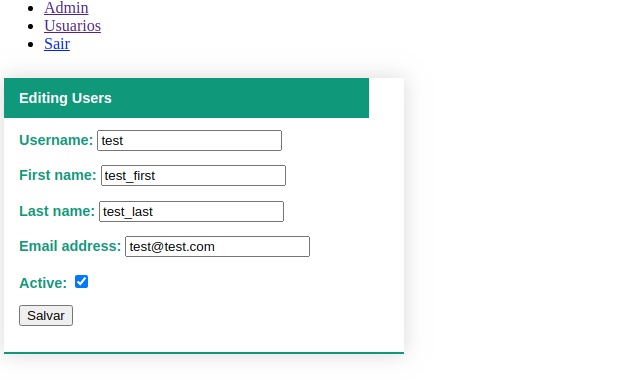 Admin
Usuarios
Sair
Editing Users
Username: test
First name: test_first
Last name: test_last
Email address: test@test.com
Active:
Salvar